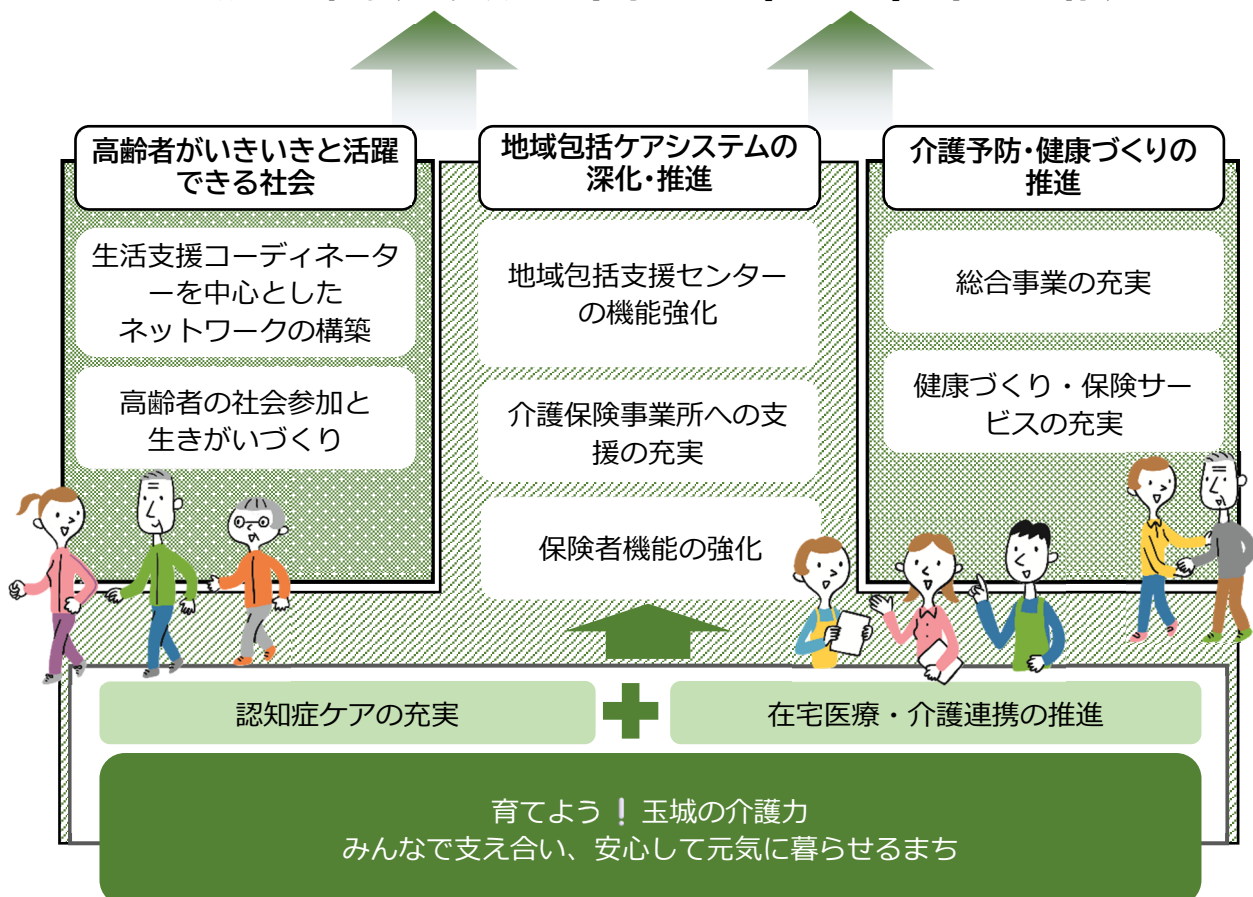 高齢者がいきいきと活躍
できる社会
生活支援コーディネータ
ーを中心とした
ネットワークの構築
高齢者の社会参加と
生きがいづくり
地域包括ケアシステムの
深化・推進
地域包括支援センター
の機能強化
介護保険事業所への支
援の充実
保険者機能の強化
介護予防・健康づくりの
推進
総合事業の充実
健康づくり・保険サー
ビスの充実
認知症ケアの充実
在宅医療・介護連携の推進
育てよう❕玉城の介護力
みんなで支え合い、安心して元気に暮らせるまち